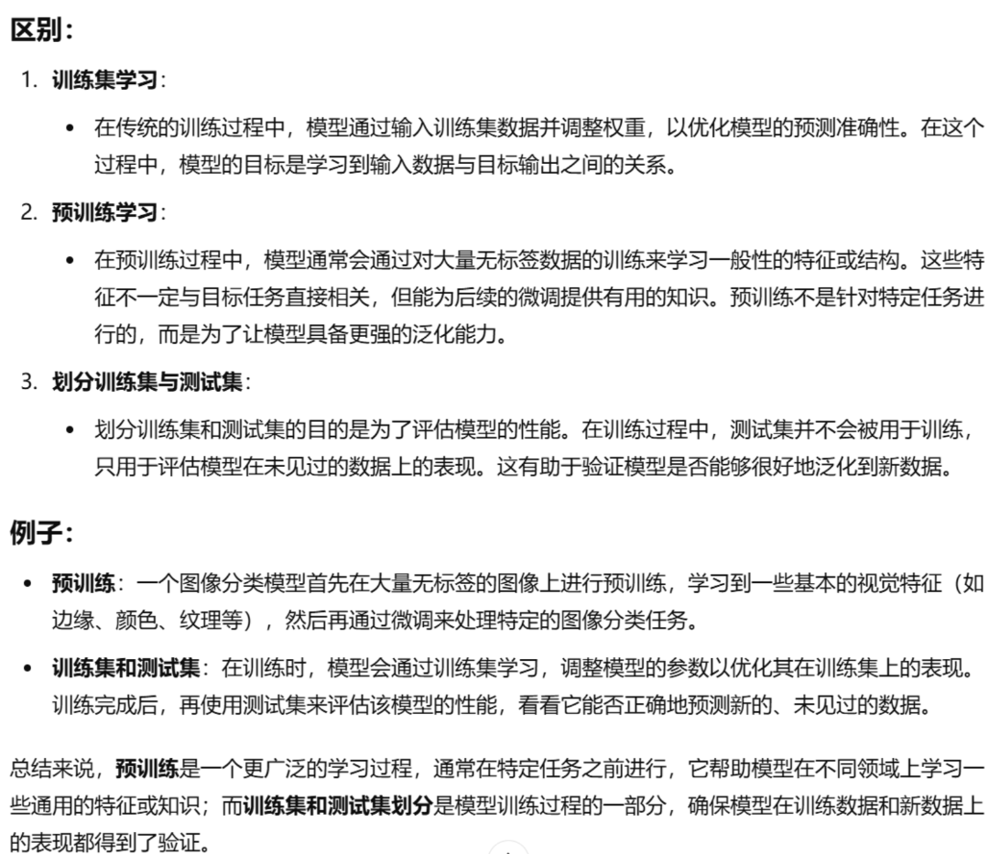 区别：
1. 训练集学习：
• 在传统的训练过程中，模型通过输入训练集数据并调整权重，以优化模型的预测准确性。在这个
过程中，模型的目标是学习到输入数据与目标输出之间的关系。
2. 预训练学习：
• 在预训练过程中，模型通常会通过对大量无标签数据的训练来学习一般性的特征或结构。这些特
征不一定与目标任务直接相关，但能为后续的微调提供有用的知识。预训练不是针对特定任务进
行的，而是为了让模型具备更强的泛化能力。
3. 划分训练集与测试集：
• 划分训练集和测试集的目的是为了评估模型的性能。在训练过程中，测试集并不会被用于训练，
只用于评估模型在未见过的数据上的表现。这有助于验证模型是否能够很好地泛化到新数据。
例子：
• 预训练：一个图像分类模型首先在大量无标签的图像上进行预训练，学习到一些基本的视觉特征（如
边缘、颜色、纹理等），然后再通过微调来处理特定的图像分类任务。
• 训练集和测试集：在训练时，模型会通过训练集学习，调整模型的参数以优化其在训练集上的表现。
训练完成后，再使用测试集来评估该模型的性能，看看它能否正确地预测新的、未见过的数据。
总结来说，预训练是一个更广泛的学习过程，通常在特定任务之前进行，它帮助模型在不同领域上学习一
些通用的特征或知识；而训练集和测试集划分是模型训练过程的一部分，确保模型在训练数据和新数据上
的表现都得到了验证。